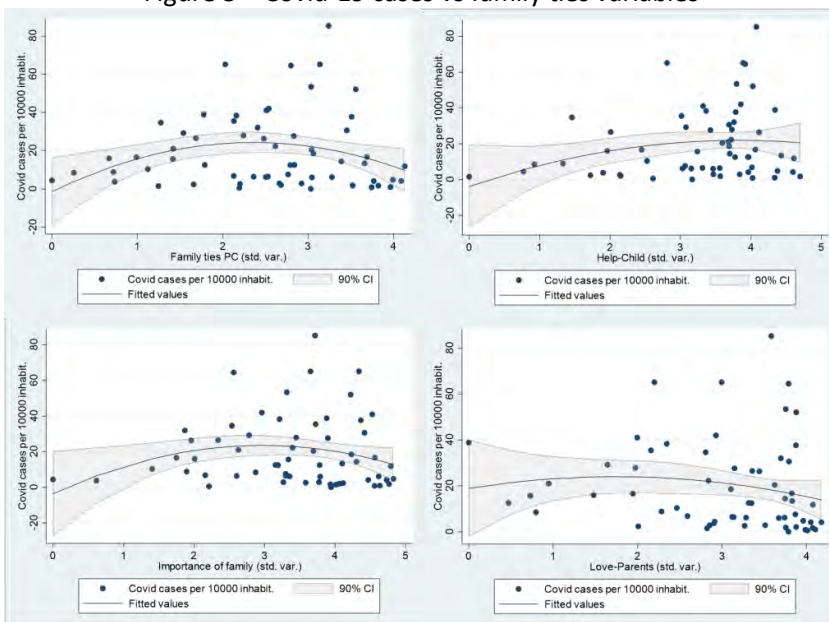 Figure 3 – Covid-19 cases vs family ties variables
Covid cases per 10000 inhabit.
80
60
40
20
0
-20
0 1 2 3 4
Family ties PC (std. var.)
Covid cases per 10000 inhabit. 90% CI
Fitted values
Covid cases per 10000 inhabit.
80
60
40
20
0
-20
0 1 2 3 4 5
Help-Child (std. var.)
Covid cases per 10000 inhabit. 90% CI
Fitted values
Covid cases per 10000 inhabit.
80
60
40
20
0
-20
0 1 2 3 4 5
Importance of family (std. var.)
Covid cases per 10000 inhabit. 90% CI
Fitted values
Covid cases per 10000 inhabit.
80
60
40
20
0
0 1 2 3 4
Love-Parents (std. var.)
Covid cases per 10000 inhabit. 90% CI
Fitted values